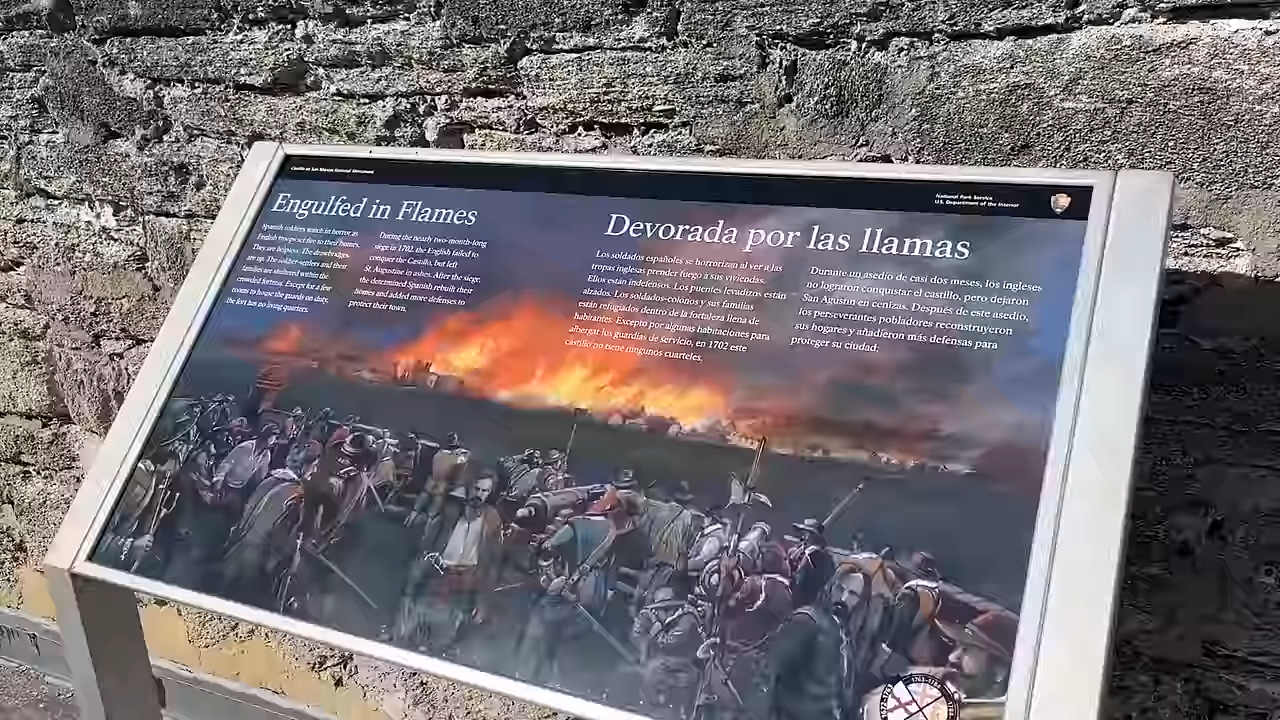 Castillo de San Marcos National Monument
National Park Service
U.S. Department of the Interior
Engulfed in Flames
Spanish soldiers watch in horror as
English troops set fire to their homes.
They are helpless. The drawbridges
are up. The soldier-settlers and their
families are sheltered within the
crowded fortress. Except for a few
rooms to house the guards on duty,
the fort has no living quarters.
During the nearly two-month-long
siege in 1702, the English failed to
conquer the Castillo, but left
St. Augustine in ashes. After the siege,
the determined Spanish rebuilt their
homes and added more defenses to
protect their town.
Devorada por las llamas
Los soldados españoles se horrorizan al ver a las
tropas inglesas prender fuego a sus viviendas.
Ellos están indefensos. Los puentes levadizos están
alzados. Los soldados-colonos y sus familias
están refugiados dentro de la fortaleza llena de
habitantes. Excepto por algunas habitaciones para
albergar los guardias de servicio, en 1702 este
castillo no tiene ningunos cuarteles.
Durante un asedio de casi dos meses, los ingleses
no lograron conquistar el castillo, pero dejaron
San Agustín en cenizas. Después de este asedio,
los perseverantes pobladores reconstruyeron
sus hogares y añadieron más defensas para
proteger su ciudad.